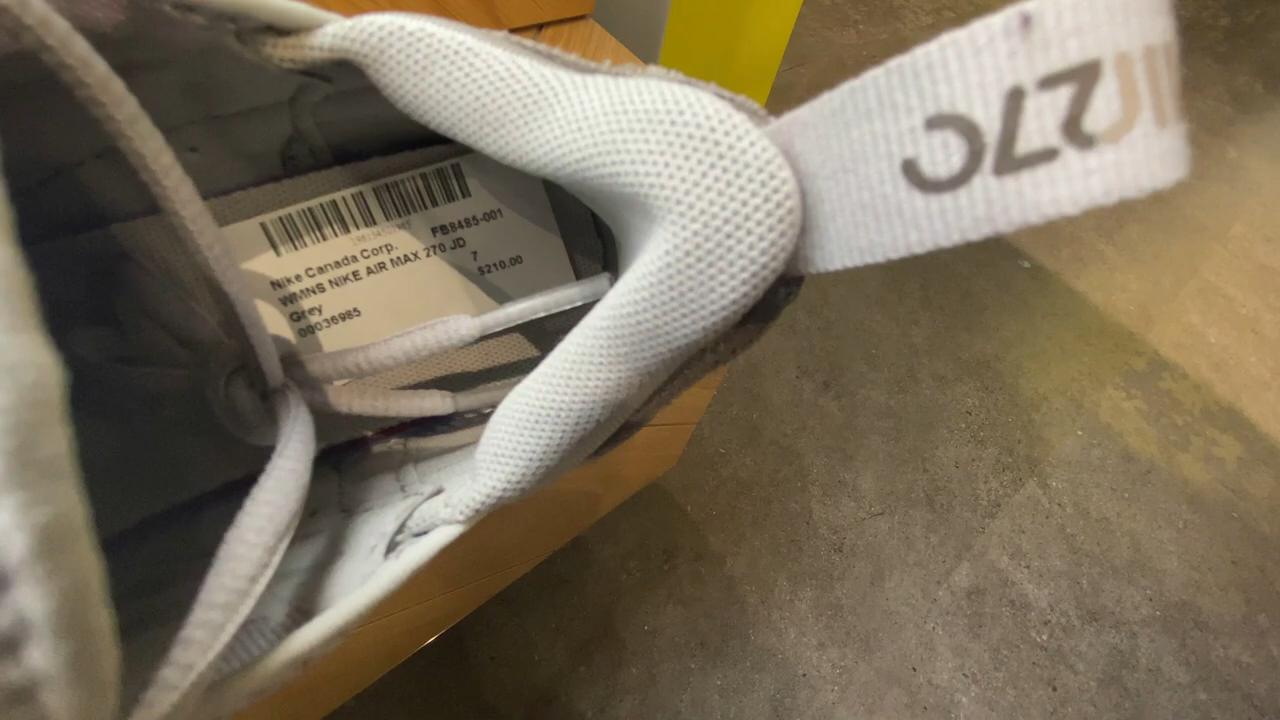 FB8485-001
Nike Canada Corp.
WMNS NIKE AIR MAX 270 JD
7
Grey
$210.00
00036985
270